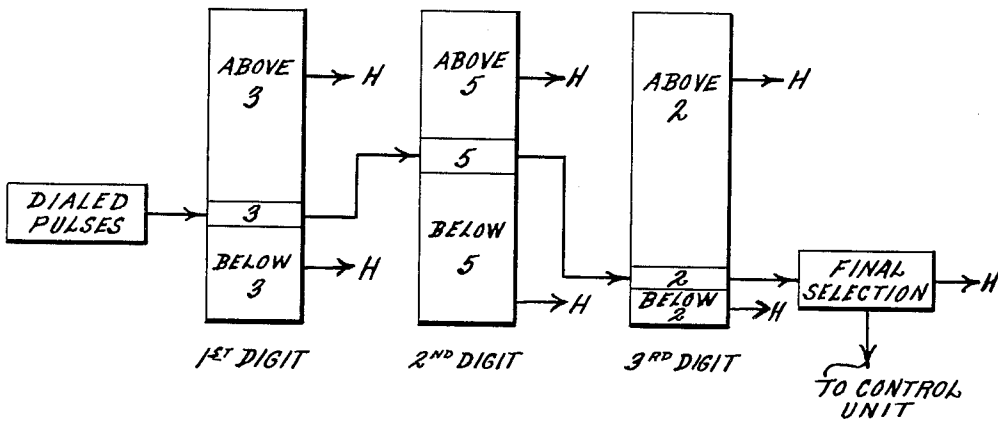 DIALED
PULSES
ABOVE
3
H
3
BELOW
3
H
1ST DIGIT
ABOVE
5
H
5
BELOW
5
H
2ND DIGIT
ABOVE
2
H
2
BELOW
2
H
3RD DIGIT
FINAL
SELECTION
H
TO CONTROL
UNIT